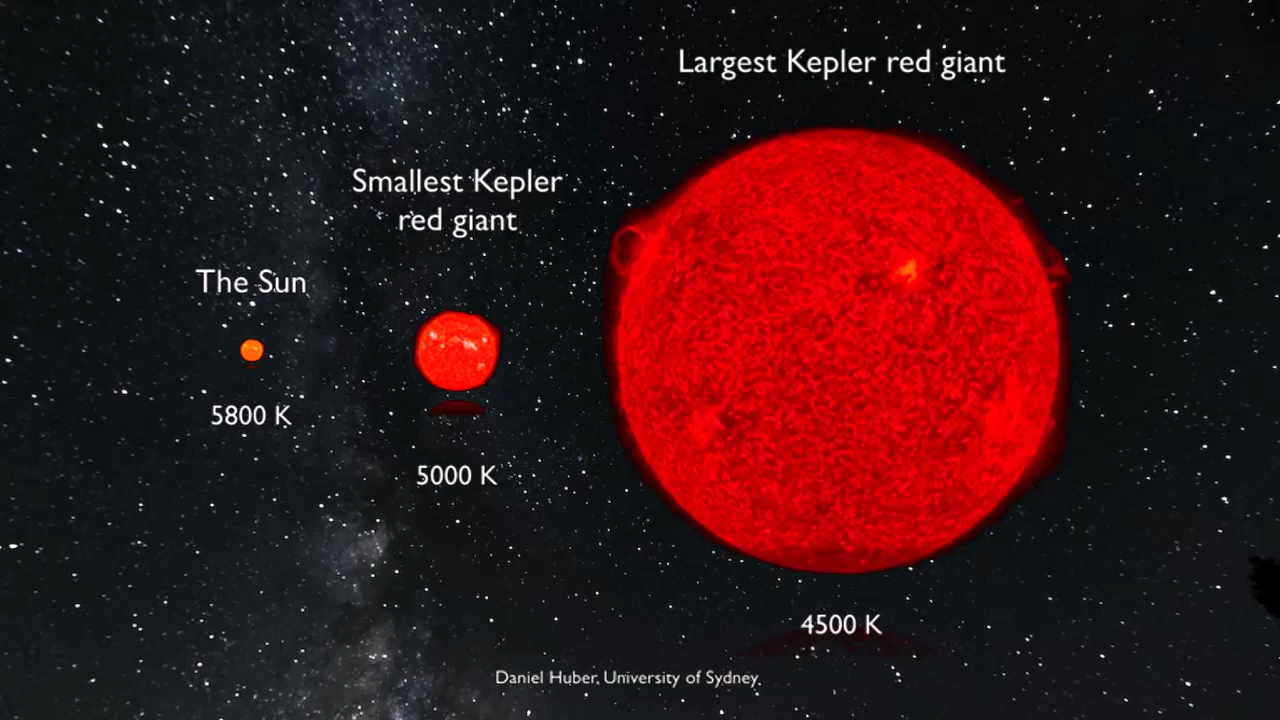 Largest Kepler red giant
Smallest Kepler
red giant
The Sun
5800 K
5000 K
4500 K
Daniel Huber, University of Sydney